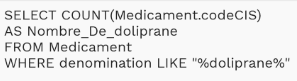 SELECT COUNT(Medicament.codeCIS)
AS Nombre_De_doliprane
FROM Medicament
WHERE denomination LIKE "%doliprane%"